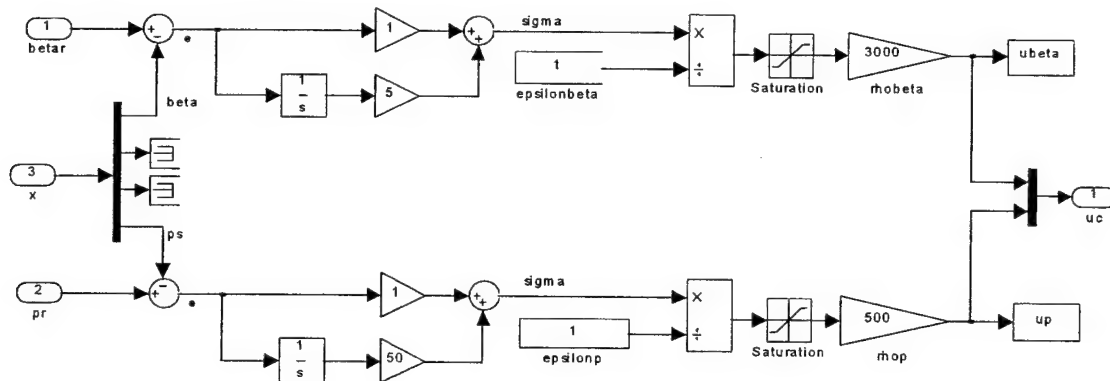 1
betar
e
1
sigma
1
s
5
1
epsilonbeta
X
÷
Saturation
3000
rhobeta
ubeta
beta
3
x
ps
1
uc
2
pr
e
1
sigma
1
s
50
1
epsilonp
X
÷
Saturation
500
rhop
up